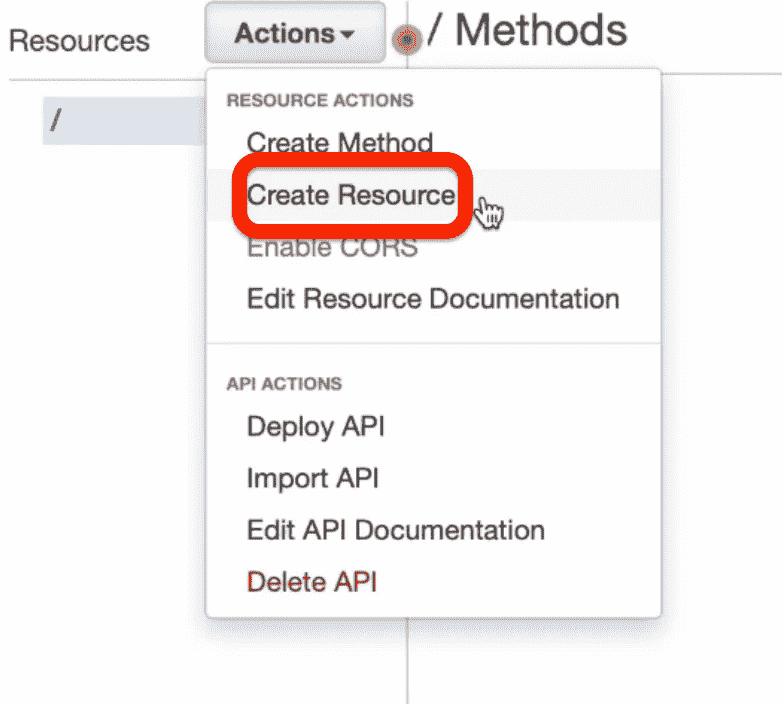 Resources
Actions
/ Methods
/
RESOURCE ACTIONS
Create Method
Create Resource
Enable CORS
Edit Resource Documentation
API ACTIONS
Deploy API
Import API
Edit API Documentation
Delete API